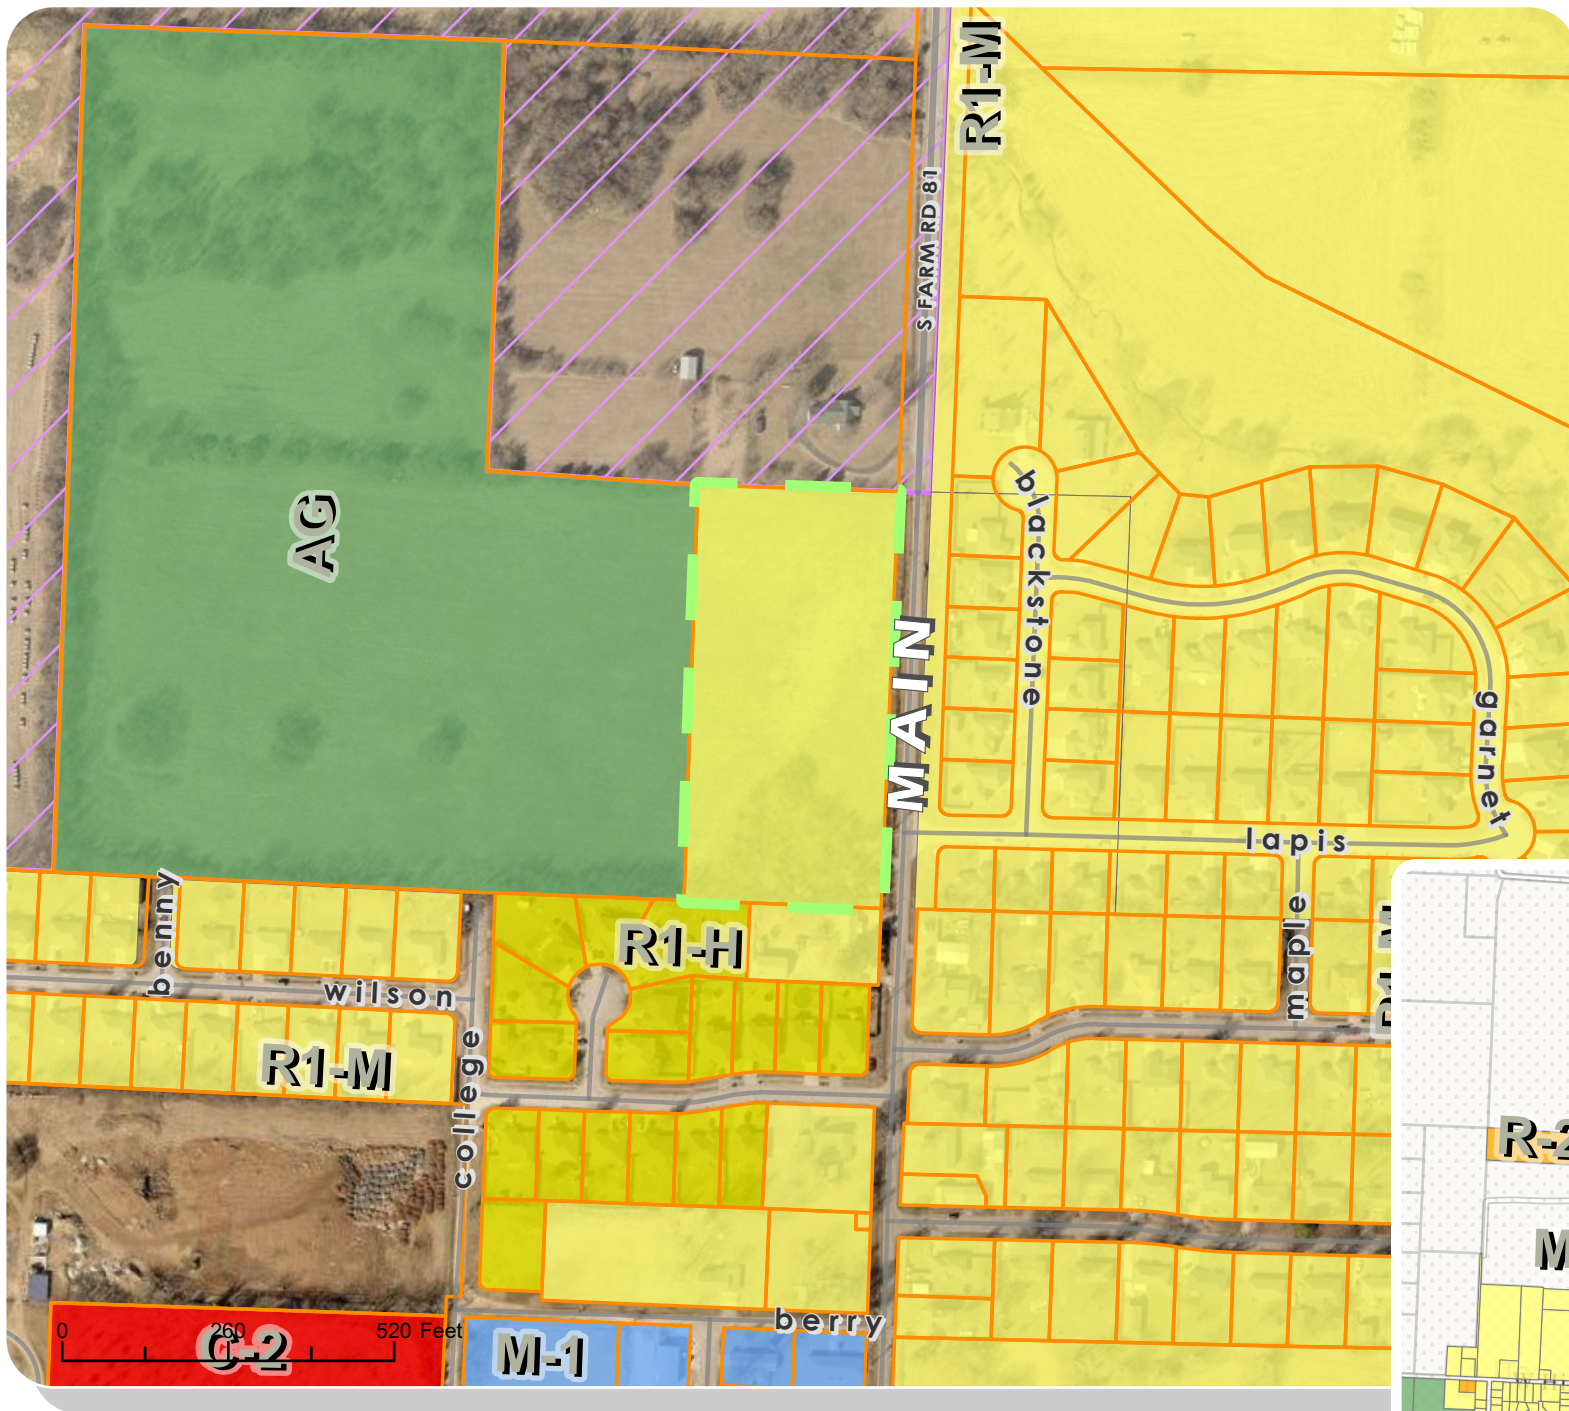 R1-M
S FARM RD 81
blackstone
AG
MAIN
garnet
lapis
benny
R1-H
maple
R1-M
wilson
R1-M
college
R-2
M
berry
0 260 520 Feet
C-2
M-1